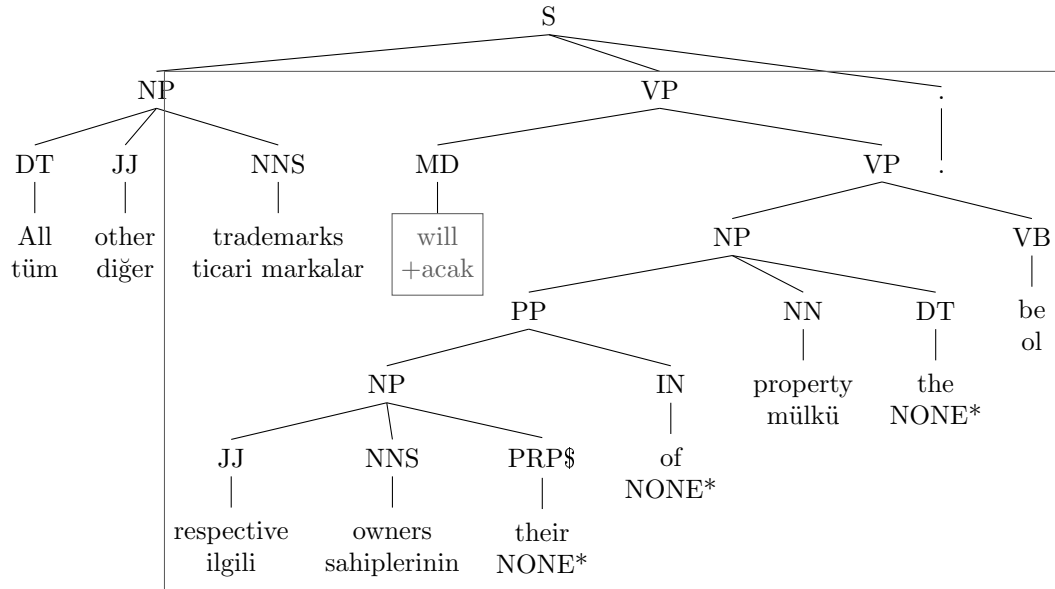 S
NP VP .
DT JJ NNS MD VP .
All other trademarks will NP VB
tüm diğer ticari markalar +acak
PP NN DT be
ol
NP IN property the
mülkü NONE*
JJ NNS PRP$ of
NONE*
respective owners their
ilgili sahiplerinin NONE*